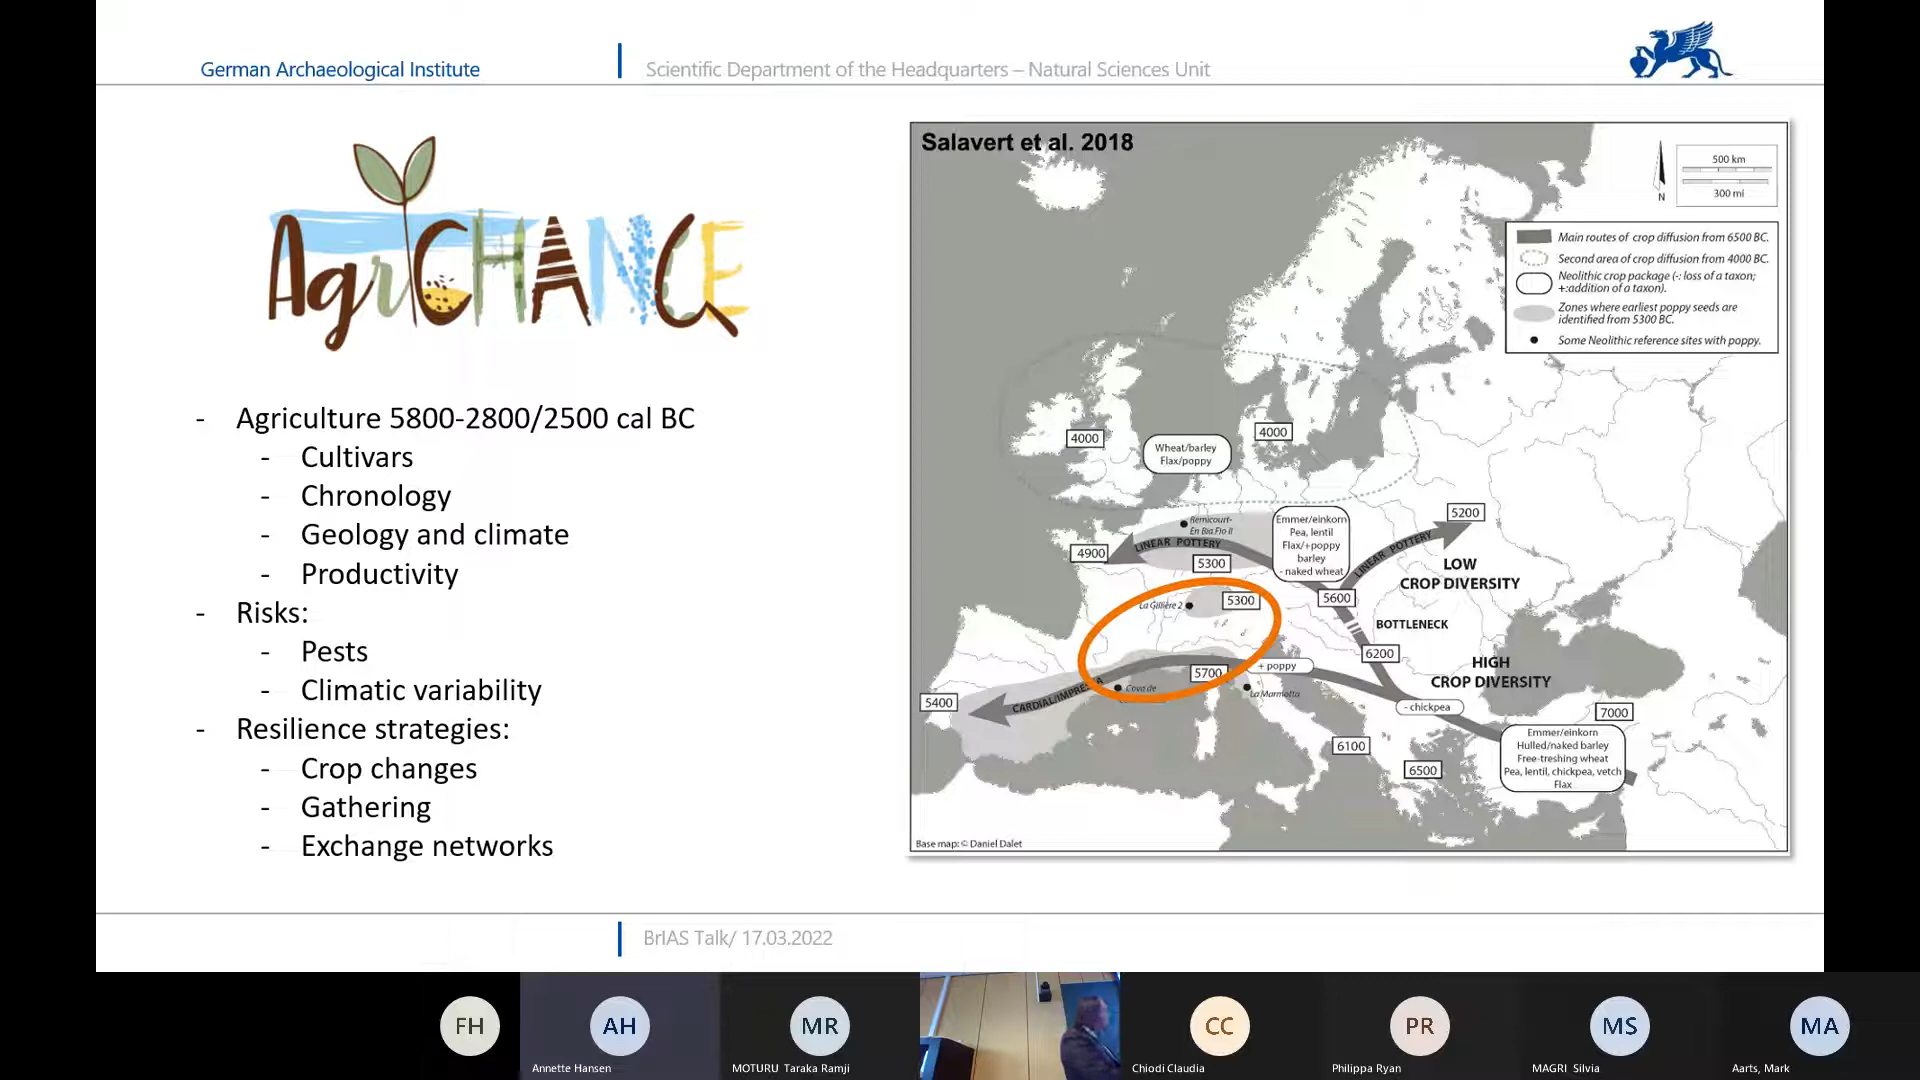 German Archaeological Institute
Scientific Department of the Headquarters – Natural Sciences Unit
AgriCHANGE
- Agriculture 5800-2800/2500 cal BC
- Cultivars
- Chronology
- Geology and climate
- Productivity
- Risks:
- Pests
- Climatic variability
- Resilience strategies:
- Crop changes
- Gathering
- Exchange networks
Salavert et al. 2018
500 km
300 mi
N
Main routes of crop diffusion from 6500 BC.
Second area of crop diffusion from 4000 BC.
Neolithic crop package (-: loss of a taxon;
+:addition of a taxon).
Zones where earliest poppy seeds are
identified from 5300 BC.
Some Neolithic reference sites with poppy.
4000
4000
Wheat/barley
Flax/poppy
Remicourt-
En Bia Flo II
LINEAR POTTERY
4900
5300
Emmer/einkorn
Pea, lentil
Flax/+poppy
barley
- naked wheat
LINEAR POTTERY
5200
LOW
CROP DIVERSITY
La Gillière 2
5300
5600
BOTTLENECK
6200
HIGH
CROP DIVERSITY
+ poppy
5700
CARDIAL/IMPRESSA
Cova de
La Marmotta
5400
- chickpea
7000
6100
6500
Emmer/einkorn
Hulled/naked barley
Free-treshing wheat
Pea, lentil, chickpea, vetch
Flax
Base map: © Daniel Dalet
BrIAS Talk/ 17.03.2022
FH
AH
Annette Hansen
MR
MOTURU Taraka Ramji
CC
Chiodi Claudia
PR
Philippa Ryan
MS
MAGRI Silvia
MA
Aarts, Mark